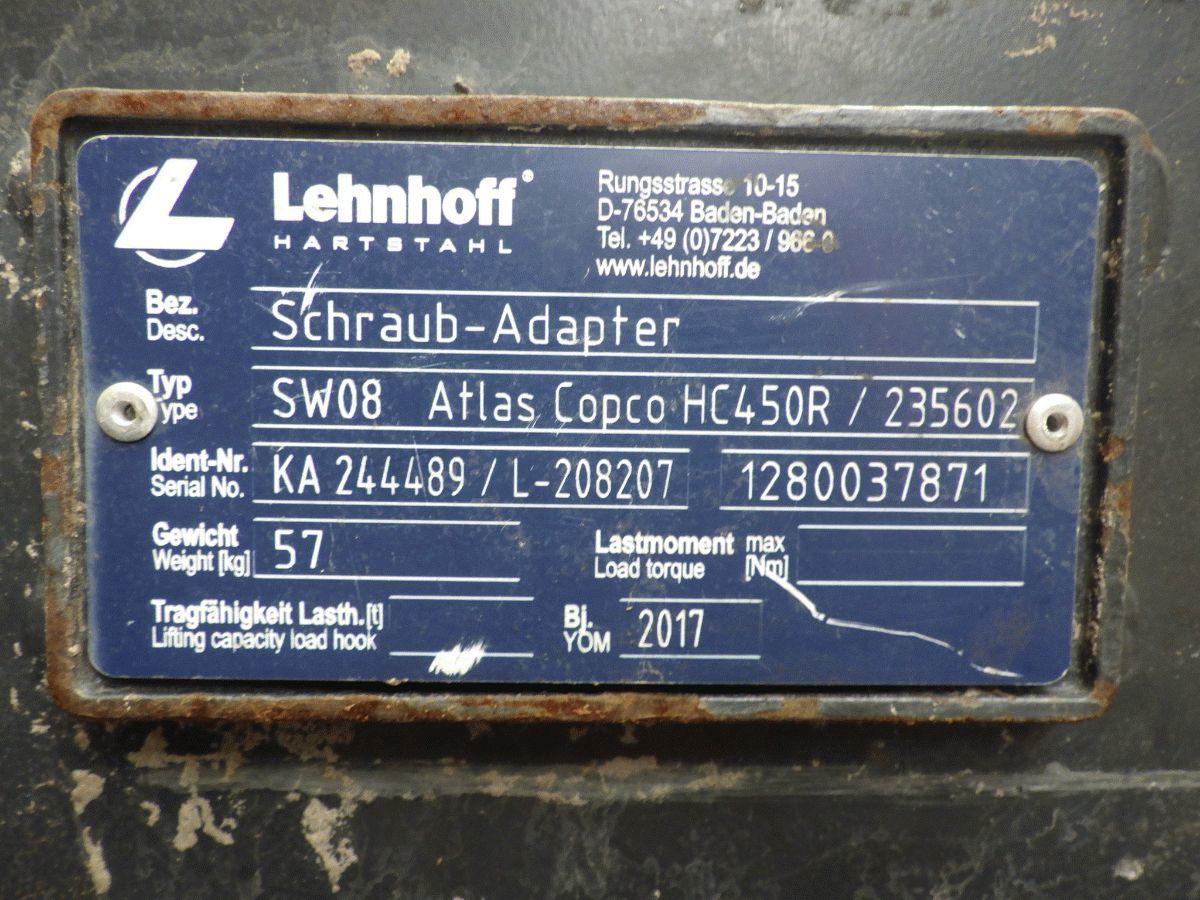 Lehnhoff®
HARTSTAHL
Rungsstrasse 10-15
D-76534 Baden-Baden
Tel. +49 (0)7223 / 966-0
www.lehnhoff.de
Bez. Schraub-Adapter
Desc.
Typ SW08 Atlas Copco HC450R / 235602
Type
Ident-Nr. KA 244489 / L-208207 1280037871
Serial No.
Gewicht 57 Lastmoment max
Weight [kg] Load torque [Nm]
Tragfähigkeit Lasth.[t] Bj. 2017
Lifting capacity load hook YOM